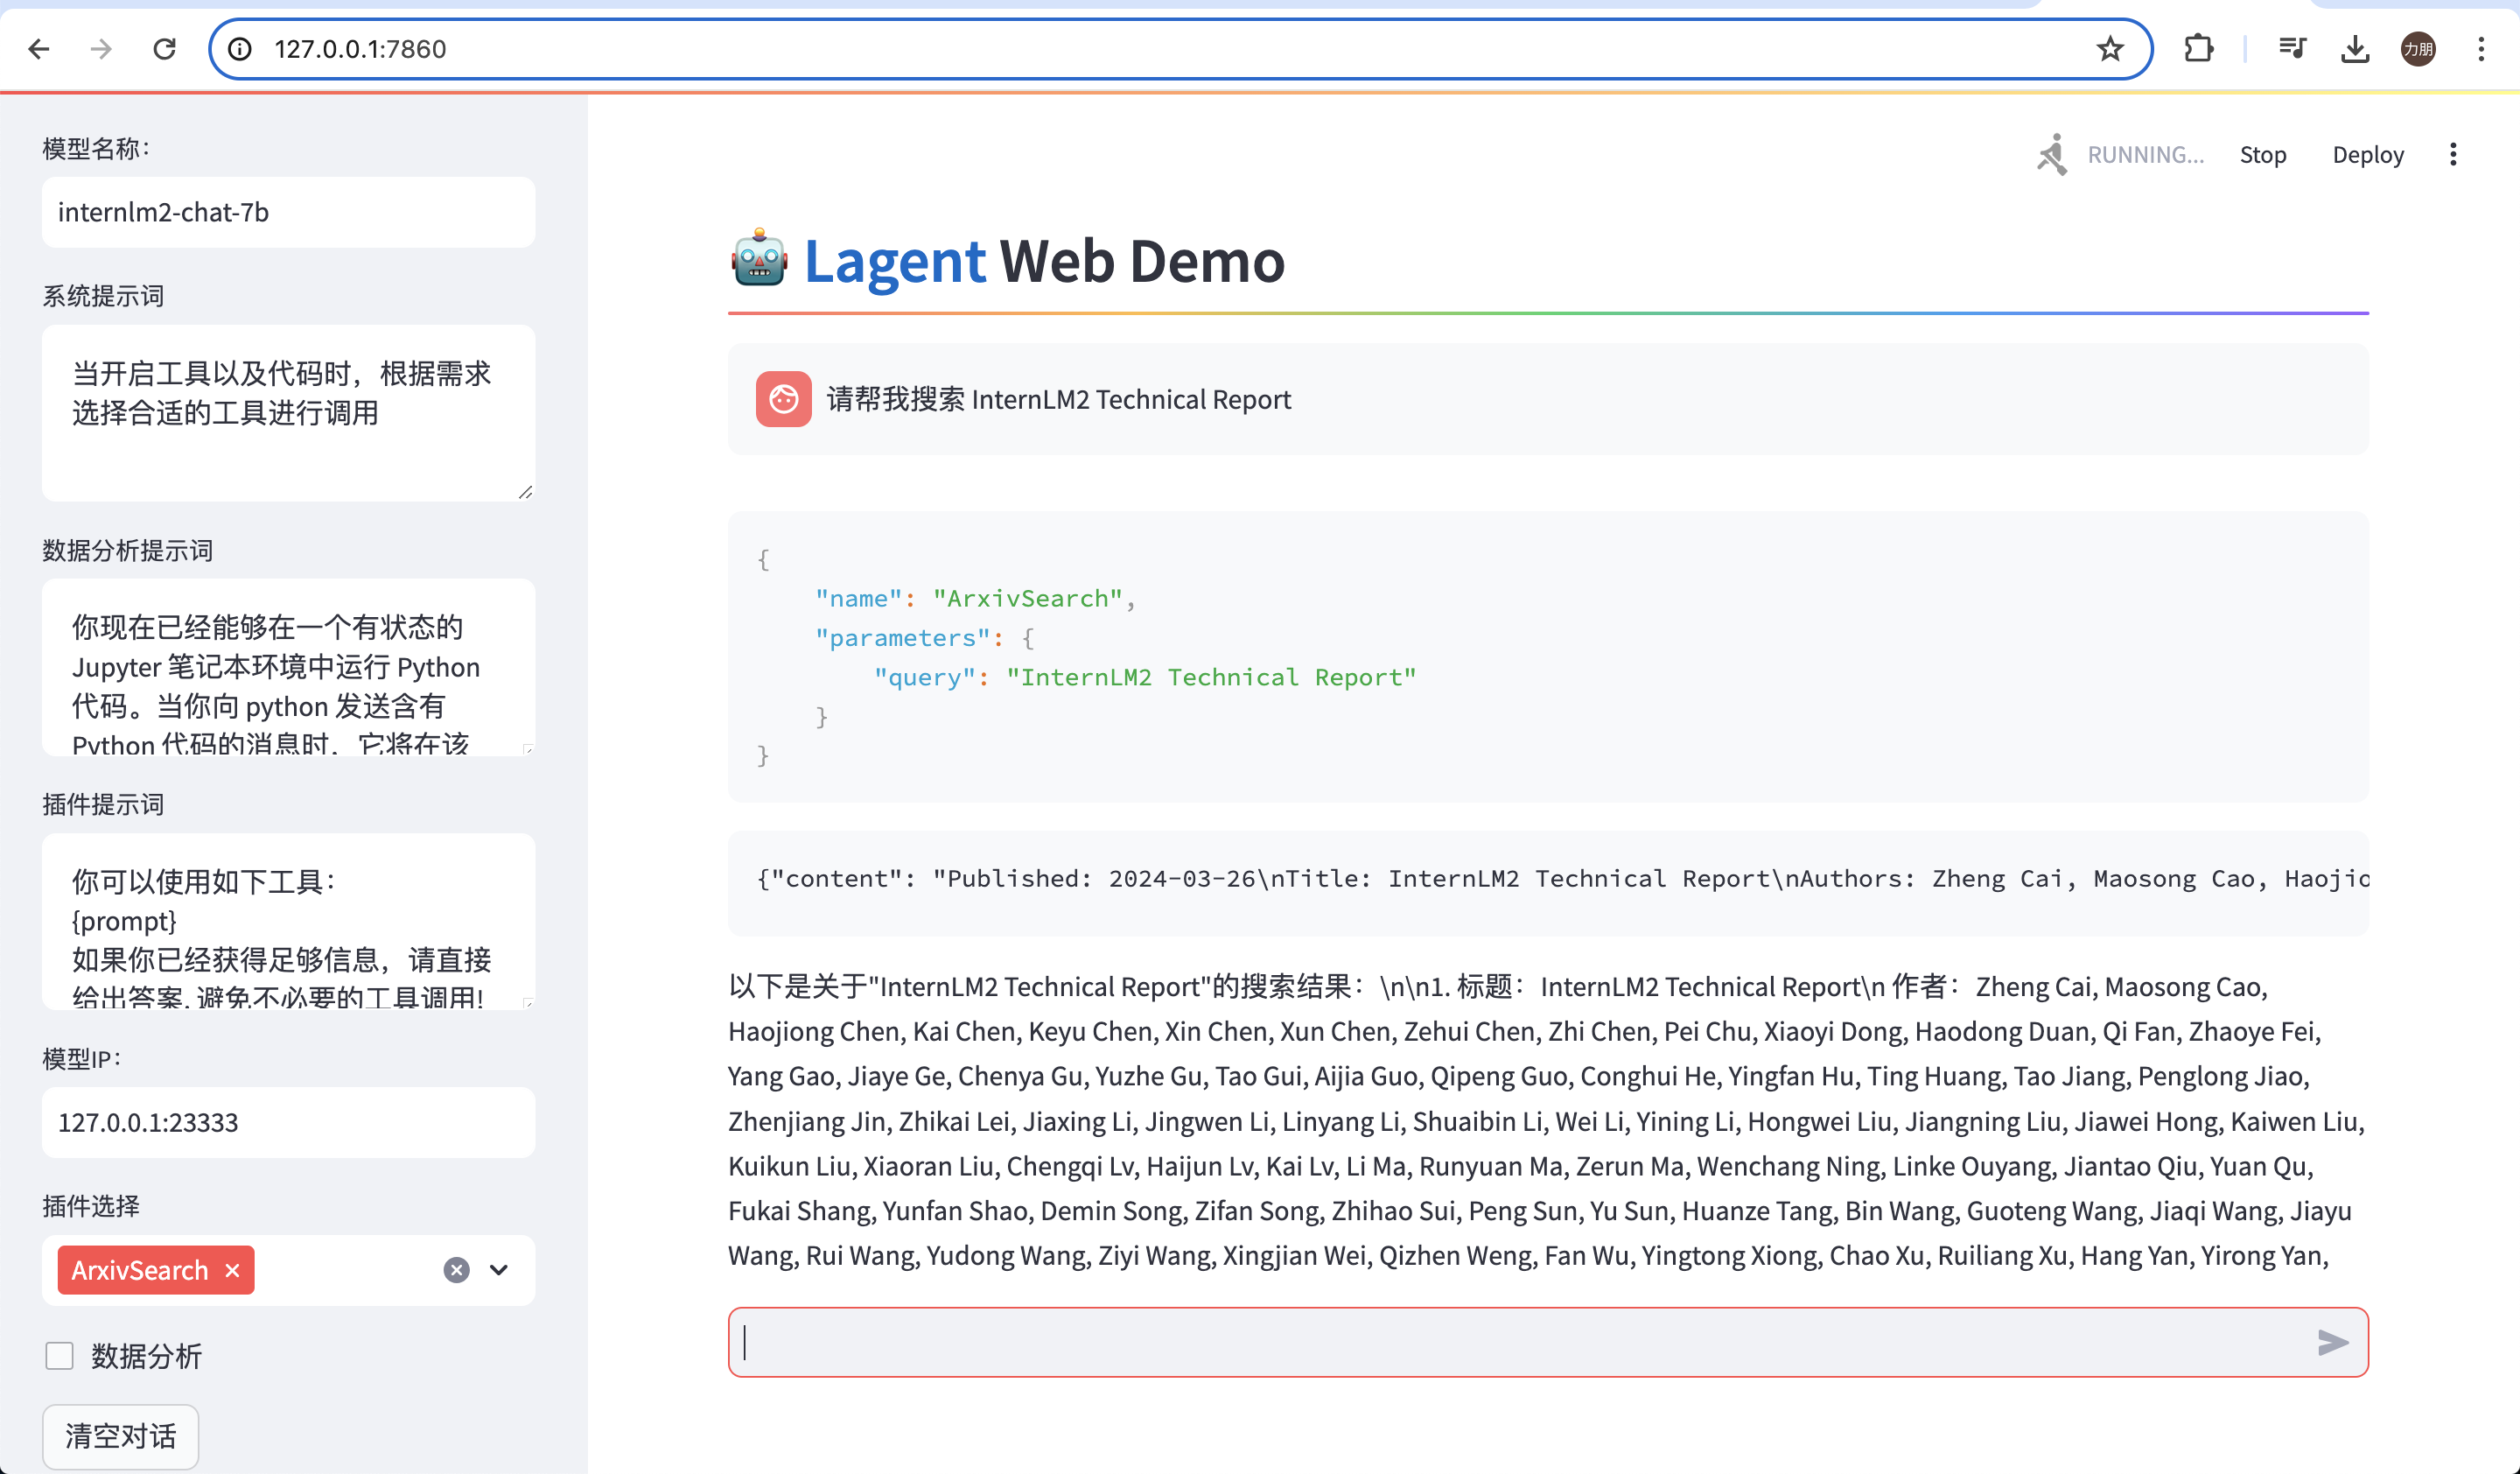 127.0.0.1:7860
力朋
模型名称：
internlm2-chat-7b
系统提示词
当开启工具以及代码时，根据需求
选择合适的工具进行调用
数据分析提示词
你现在已经能够在一个有状态的
Jupyter 笔记本环境中运行 Python
代码。当你向 python 发送含有
Python 代码的消息时，它将在该
插件提示词
你可以使用如下工具：
{prompt}
如果你已经获得足够信息，请直接
给出答案. 避免不必要的工具调用!
模型IP：
127.0.0.1:23333
插件选择
ArxivSearch
数据分析
清空对话
RUNNING...
Stop
Deploy
Lagent Web Demo
请帮我搜索 InternLM2 Technical Report
{
"name": "ArxivSearch",
"parameters": {
"query": "InternLM2 Technical Report"
}
}
{"content": "Published: 2024-03-26\nTitle: InternLM2 Technical Report\nAuthors: Zheng Cai, Maosong Cao, Haojio
以下是关于"InternLM2 Technical Report"的搜索结果：\n\n1. 标题：InternLM2 Technical Report\n 作者：Zheng Cai, Maosong Cao,
Haojiong Chen, Kai Chen, Keyu Chen, Xin Chen, Xun Chen, Zehui Chen, Zhi Chen, Pei Chu, Xiaoyi Dong, Haodong Duan, Qi Fan, Zhaoye Fei,
Yang Gao, Jiaye Ge, Chenya Gu, Yuzhe Gu, Tao Gui, Aijia Guo, Qipeng Guo, Conghui He, Yingfan Hu, Ting Huang, Tao Jiang, Penglong Jiao,
Zhenjiang Jin, Zhikai Lei, Jiaxing Li, Jingwen Li, Linyang Li, Shuaibin Li, Wei Li, Yining Li, Hongwei Liu, Jiangning Liu, Jiawei Hong, Kaiwen Liu,
Kuikun Liu, Xiaoran Liu, Chengqi Lv, Haijun Lv, Kai Lv, Li Ma, Runyuan Ma, Zerun Ma, Wenchang Ning, Linke Ouyang, Jiantao Qiu, Yuan Qu,
Fukai Shang, Yunfan Shao, Demin Song, Zifan Song, Zhihao Sui, Peng Sun, Yu Sun, Huanze Tang, Bin Wang, Guoteng Wang, Jiaqi Wang, Jiayu
Wang, Rui Wang, Yudong Wang, Ziyi Wang, Xingjian Wei, Qizhen Weng, Fan Wu, Yingtong Xiong, Chao Xu, Ruiliang Xu, Hang Yan, Yirong Yan,